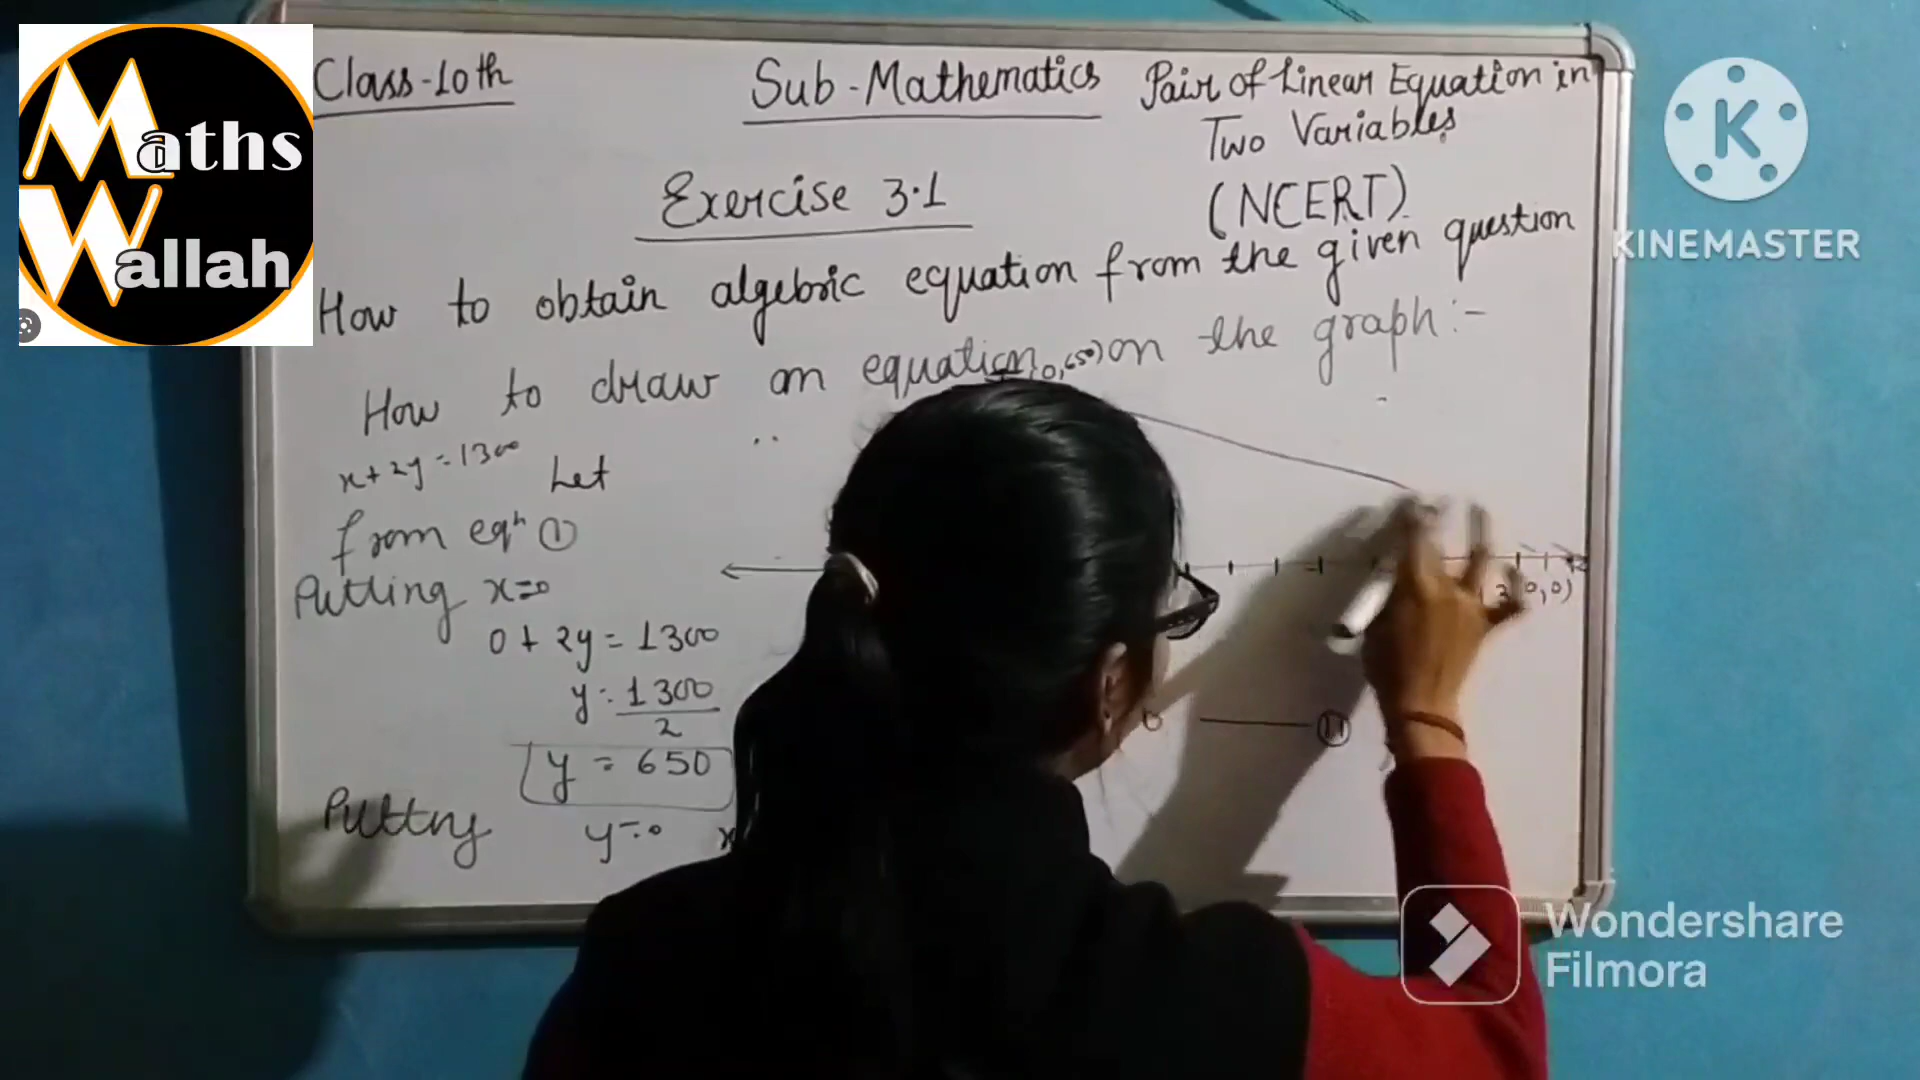 Maths
Wallah
Class-10th
Sub-Mathematics
Pair of Linear Equation in
Two Variables
(NCERT)
Exercise 3.1
How to obtain algebric equation from the given question
How to draw an equation on the graph:-
x+2y=1300
Let
from eqn ①
Putting x=0
0+2y=1300
y=1300/2
y=650
Putting y=0 x
K
KINEMASTER
Wondershare
Filmora